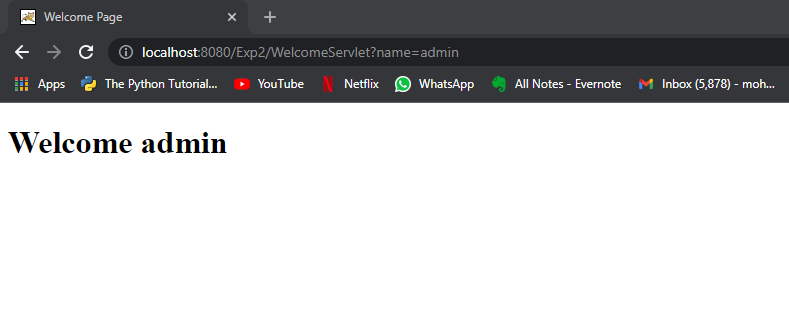 Welcome Page
localhost:8080/Exp2/WelcomeServlet?name=admin
Apps The Python Tutorial... YouTube Netflix WhatsApp All Notes - Evernote Inbox (5,878) - moh...
Welcome admin